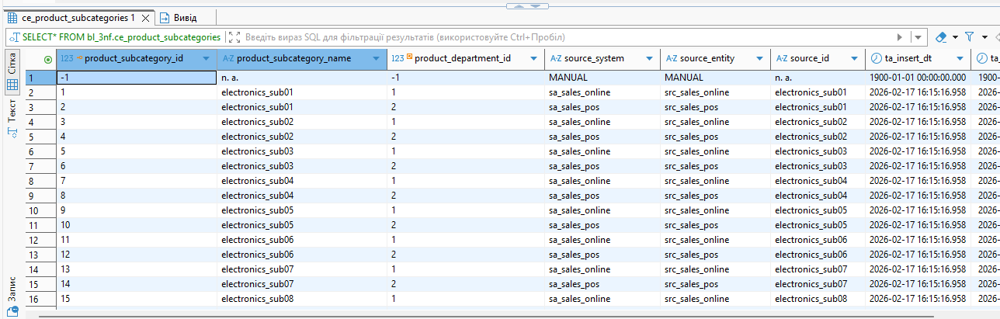 ce_product_subcategories 1 Вивід
SELECT* FROM bl_3nf.ce_product_subcategories Введіть вираз SQL для фільтрації результатів (використовуйте Ctrl+Пробіл)
Сітка
Текст
Запис
123 product_subcategory_id A-Z product_subcategory_name 123 product_department_id A-Z source_system A-Z source_entity A-Z source_id ta_insert_dt ta_
1 -1 n. a. -1 MANUAL MANUAL n. a. 1900-01-01 00:00:00.000 1900-
2 1 electronics_sub01 1 sa_sales_online src_sales_online electronics_sub01 2026-02-17 16:15:16.958 2026-
3 2 electronics_sub01 2 sa_sales_pos src_sales_pos electronics_sub01 2026-02-17 16:15:16.958 2026-
4 3 electronics_sub02 1 sa_sales_online src_sales_online electronics_sub02 2026-02-17 16:15:16.958 2026-
5 4 electronics_sub02 2 sa_sales_pos src_sales_pos electronics_sub02 2026-02-17 16:15:16.958 2026-
6 5 electronics_sub03 1 sa_sales_online src_sales_online electronics_sub03 2026-02-17 16:15:16.958 2026-
7 6 electronics_sub03 2 sa_sales_pos src_sales_pos electronics_sub03 2026-02-17 16:15:16.958 2026-
8 7 electronics_sub04 1 sa_sales_online src_sales_online electronics_sub04 2026-02-17 16:15:16.958 2026-
9 8 electronics_sub04 2 sa_sales_pos src_sales_pos electronics_sub04 2026-02-17 16:15:16.958 2026-
10 9 electronics_sub05 1 sa_sales_online src_sales_online electronics_sub05 2026-02-17 16:15:16.958 2026-
11 10 electronics_sub05 2 sa_sales_pos src_sales_pos electronics_sub05 2026-02-17 16:15:16.958 2026-
12 11 electronics_sub06 1 sa_sales_online src_sales_online electronics_sub06 2026-02-17 16:15:16.958 2026-
13 12 electronics_sub06 2 sa_sales_pos src_sales_pos electronics_sub06 2026-02-17 16:15:16.958 2026-
14 13 electronics_sub07 1 sa_sales_online src_sales_online electronics_sub07 2026-02-17 16:15:16.958 2026-
15 14 electronics_sub07 2 sa_sales_pos src_sales_pos electronics_sub07 2026-02-17 16:15:16.958 2026-
16 15 electronics_sub08 1 sa_sales_online src_sales_online electronics_sub08 2026-02-17 16:15:16.958 2026-